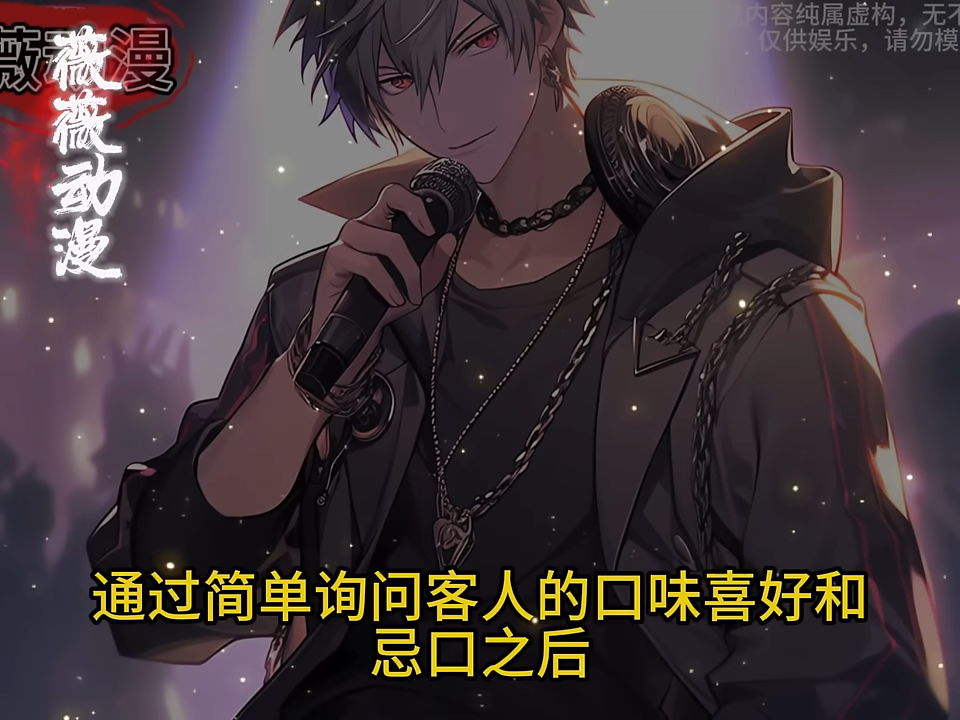 内容纯属虚构，无不
仅供娱乐，请勿模
薇薇动漫
薇 漫
通过简单询问客人的口味喜好和
忌口之后